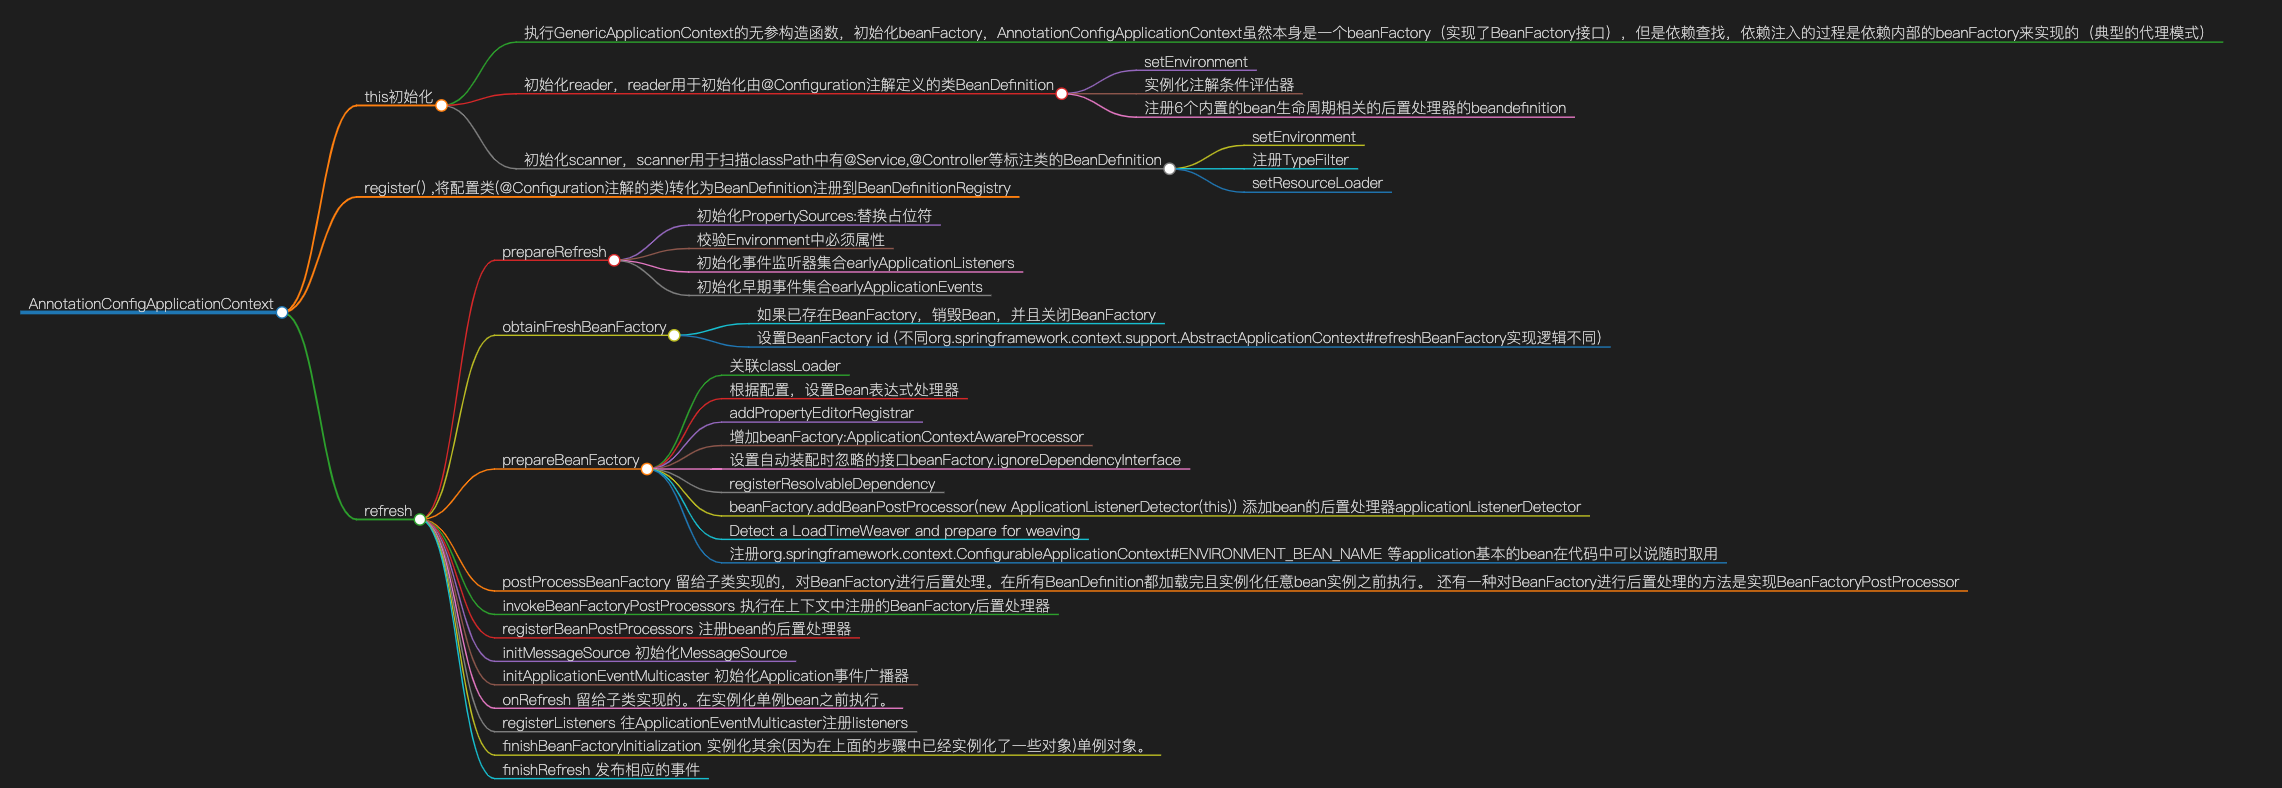 执行GenericApplicationContext的无参构造函数，初始化beanFactory，AnnotationConfigApplicationContext虽然本身是一个beanFactory（实现了BeanFactory接口），但是依赖查找，依赖注入的过程是依赖内部的beanFactory来实现的（典型的代理模式）
setEnvironment
初始化reader，reader用于初始化由@Configuration注解定义的类BeanDefinition
实例化注解条件评估器
this初始化
注册6个内置的bean生命周期相关的后置处理器的beandefinition
setEnvironment
初始化scanner，scanner用于扫描classPath中有@Service,@Controller等标注类的BeanDefinition
注册TypeFilter
setResourceLoader
register() ,将配置类(@Configuration注解的类)转化为BeanDefinition注册到BeanDefinitionRegistry
初始化PropertySources:替换占位符
校验Environment中必须属性
prepareRefresh
初始化事件监听器集合earlyApplicationListeners
初始化早期事件集合earlyApplicationEvents
AnnotationConfigApplicationContext
如果已存在BeanFactory，销毁Bean，并且关闭BeanFactory
obtainFreshBeanFactory
设置BeanFactory id (不同org.springframework.context.support.AbstractApplicationContext#refreshBeanFactory实现逻辑不同)
关联classLoader
根据配置，设置Bean表达式处理器
addPropertyEditorRegistrar
增加beanFactory:ApplicationContextAwareProcessor
prepareBeanFactory
设置自动装配时忽略的接口beanFactory.ignoreDependencyInterface
registerResolvableDependency
beanFactory.addBeanPostProcessor(new ApplicationListenerDetector(this)) 添加bean的后置处理器applicationListenerDetector
refresh
Detect a LoadTimeWeaver and prepare for weaving
注册org.springframework.context.ConfigurableApplicationContext#ENVIRONMENT_BEAN_NAME 等application基本的bean在代码中可以说随时取用
postProcessBeanFactory 留给子类实现的，对BeanFactory进行后置处理。在所有BeanDefinition都加载完且实例化任意bean实例之前执行。 还有一种对BeanFactory进行后置处理的方法是实现BeanFactoryPostProcessor
invokeBeanFactoryPostProcessors 执行在上下文中注册的BeanFactory后置处理器
registerBeanPostProcessors 注册bean的后置处理器
initMessageSource 初始化MessageSource
initApplicationEventMulticaster 初始化Application事件广播器
onRefresh 留给子类实现的。在实例化单例bean之前执行。
registerListeners 往ApplicationEventMulticaster注册listeners
finishBeanFactoryInitialization 实例化其余(因为在上面的步骤中已经实例化了一些对象)单例对象。
finishRefresh 发布相应的事件